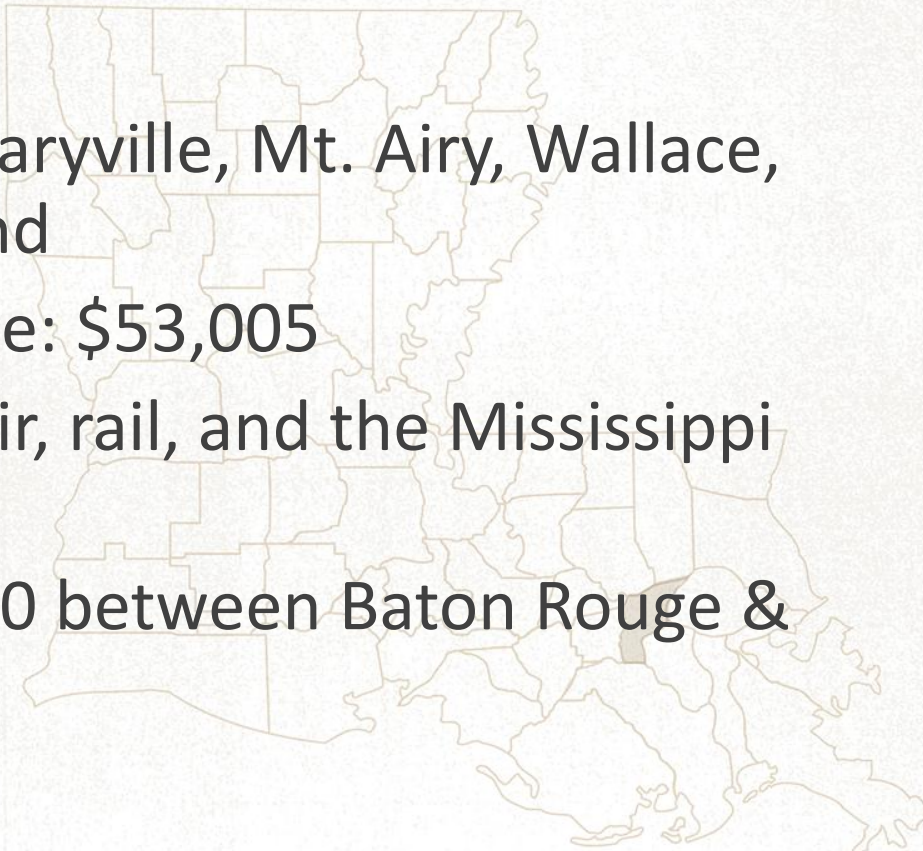 aryville, Mt. Airy, Wallace,
nd
e: $53,005
ir, rail, and the Mississippi
0 between Baton Rouge &